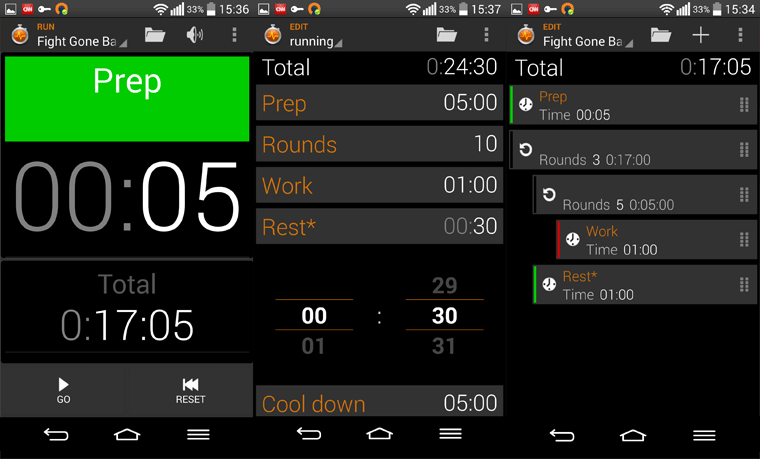 33% 15:36
RUN
Fight Gone Ba
Prep
00:05
Total
0:17:05
GO
RESET
33% 15:37
EDIT
running
Total 0:24:30
Prep 05:00
Rounds 10
Work 01:00
Rest* 00:30
29
00 : 30
01 31
Cool down 05:00
CNN 33% 15:34
EDIT
Fight Gone Ba
Total 0:17:05
Prep
Time 00:05
Rounds 3 0:17:00
Rounds 5 0:05:00
Work
Time 01:00
Rest*
Time 01:00